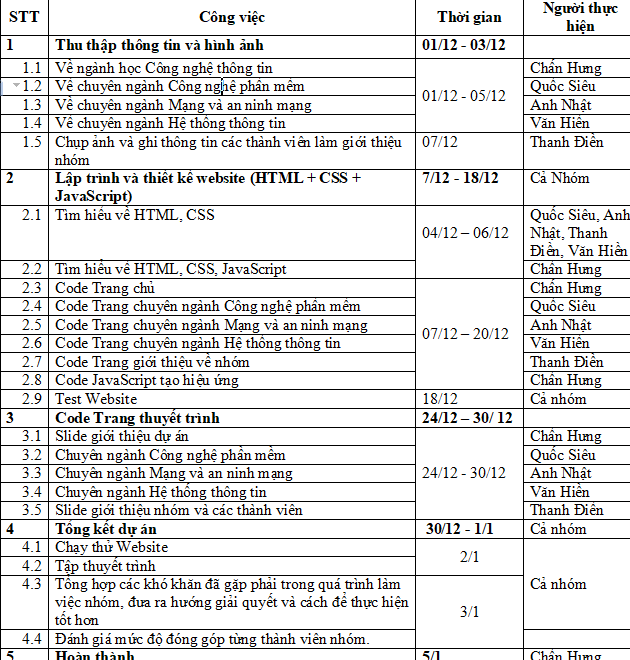 STT Công việc Thời gian Người thực
hiện
1 Thu thập thông tin và hình ảnh 01/12 - 03/12
1.1 Về ngành học Công nghệ thông tin Chấn Hưng
1.2 Về chuyên ngành Công nghệ phần mềm 01/12 - 05/12 Quốc Siêu
1.3 Về chuyên ngành Mạng và an ninh mạng Anh Nhật
1.4 Về chuyên ngành Hệ thống thông tin Văn Hiền
1.5 Chụp ảnh và ghi thông tin các thành viên làm giới thiệu 07/12 Thanh Điền
nhóm
2 Lập trình và thiết kế website (HTML + CSS + 7/12 - 18/12 Cả Nhóm
JavaScript)
2.1 Tìm hiểu về HTML, CSS 04/12 – 06/12 Quốc Siêu, Anh
Nhật, Thanh
Điền, Văn Hiền
2.2 Tìm hiểu về HTML, CSS, JavaScript Chấn Hưng
2.3 Code Trang chủ Chấn Hưng
2.4 Code Trang chuyên ngành Công nghệ phần mềm Quốc Siêu
2.5 Code Trang chuyên ngành Mạng và an ninh mạng 07/12 – 20/12 Anh Nhật
2.6 Code Trang chuyên ngành Hệ thống thông tin Văn Hiền
2.7 Code Trang giới thiệu về nhóm Thanh Điền
2.8 Code JavaScript tạo hiệu ứng Chấn Hưng
2.9 Test Website 18/12 Cả nhóm
3 Code Trang thuyết trình 24/12 – 30/ 12
3.1 Slide giới thiệu dự án Chấn Hưng
3.2 Chuyên ngành Công nghệ phần mềm Quốc Siêu
3.3 Chuyên ngành Mạng và an ninh mạng 24/12 - 30/12 Anh Nhật
3.4 Chuyên ngành Hệ thống thông tin Văn Hiền
3.5 Slide giới thiệu nhóm và các thành viên Thanh Điền
4 Tổng kết dự án 30/12 - 1/1 Cả nhóm
4.1 Chạy thử Website 2/1
4.2 Tập thuyết trình
4.3 Tổng hợp các khó khăn đã gặp phải trong quá trình làm Cả nhóm
việc nhóm, đưa ra hướng giải quyết và cách để thực hiện 3/1
tốt hơn
4.4 Đánh giá mức độ đóng góp từng thành viên nhóm.
5 Hoàn thành 5/1 Chấn Hưng